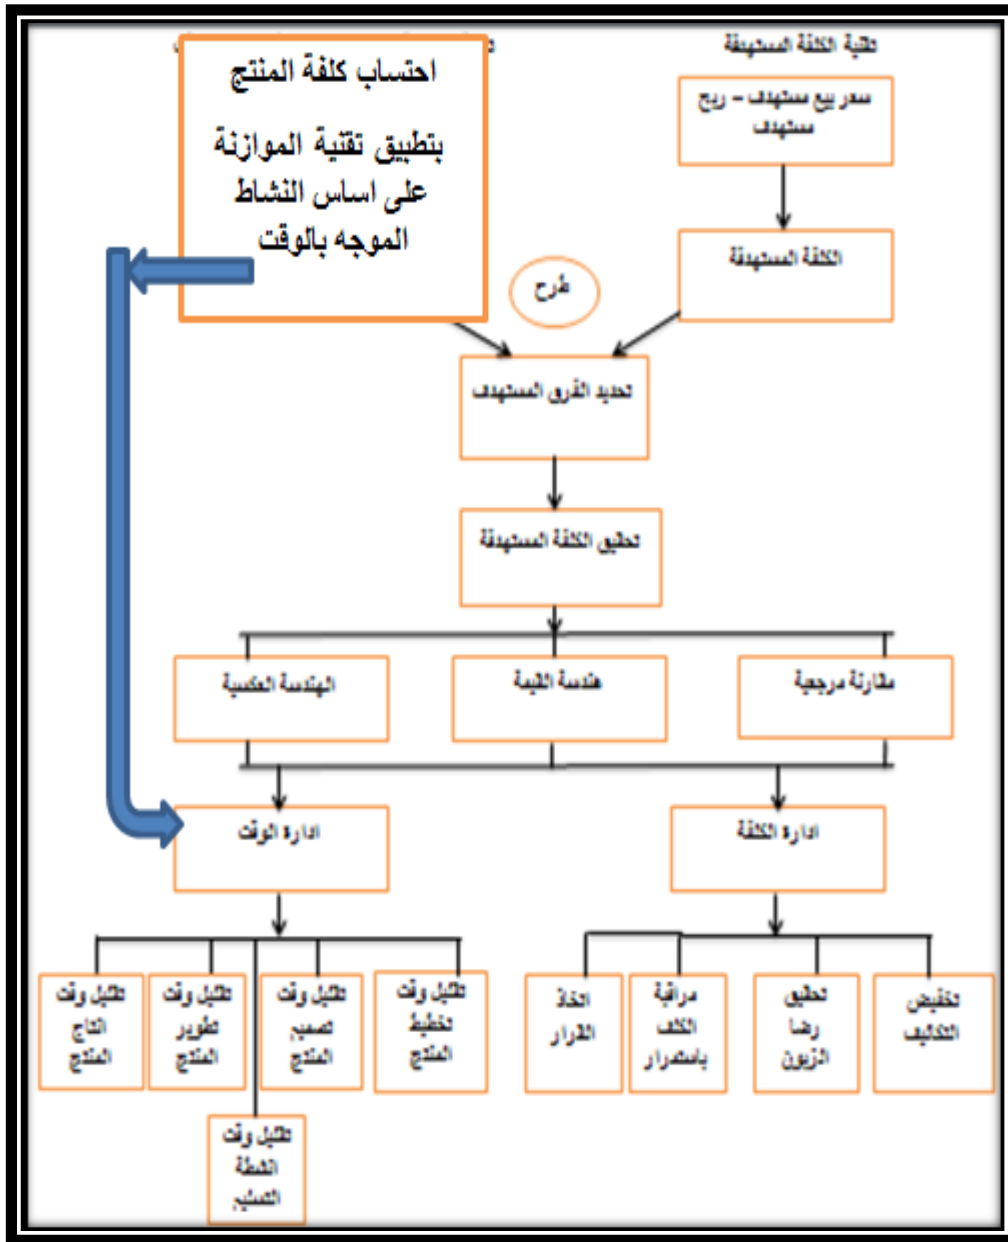 تقنية الكلفة المستهدفة
سعر بيع مستهدف – ربح
مستهدف
احتساب كلفة المنتج
بتطبيق تقنية الموازنة
على اساس النشاط
الموجه بالوقت
الكلفة المستهدفة
طرح
تحديد الفرق المستهدف
تحقيق الكلفة المستهدفة
مقارنة مرجعية
هندسة القيمة
الهندسة العكسية
ادارة الكلفة
ادارة الوقت
تخفيض
التكاليف
تحقيق
رضا
الزبون
مراقبة
الكلف
باستمرار
اتخاذ
القرار
تقليل وقت
تخطيط
المنتج
تقليل وقت
تصميم
المنتج
تقليل وقت
تطوير
المنتج
تقليل وقت
انتاج
المنتج
تقليل وقت
انشطة
التسليم